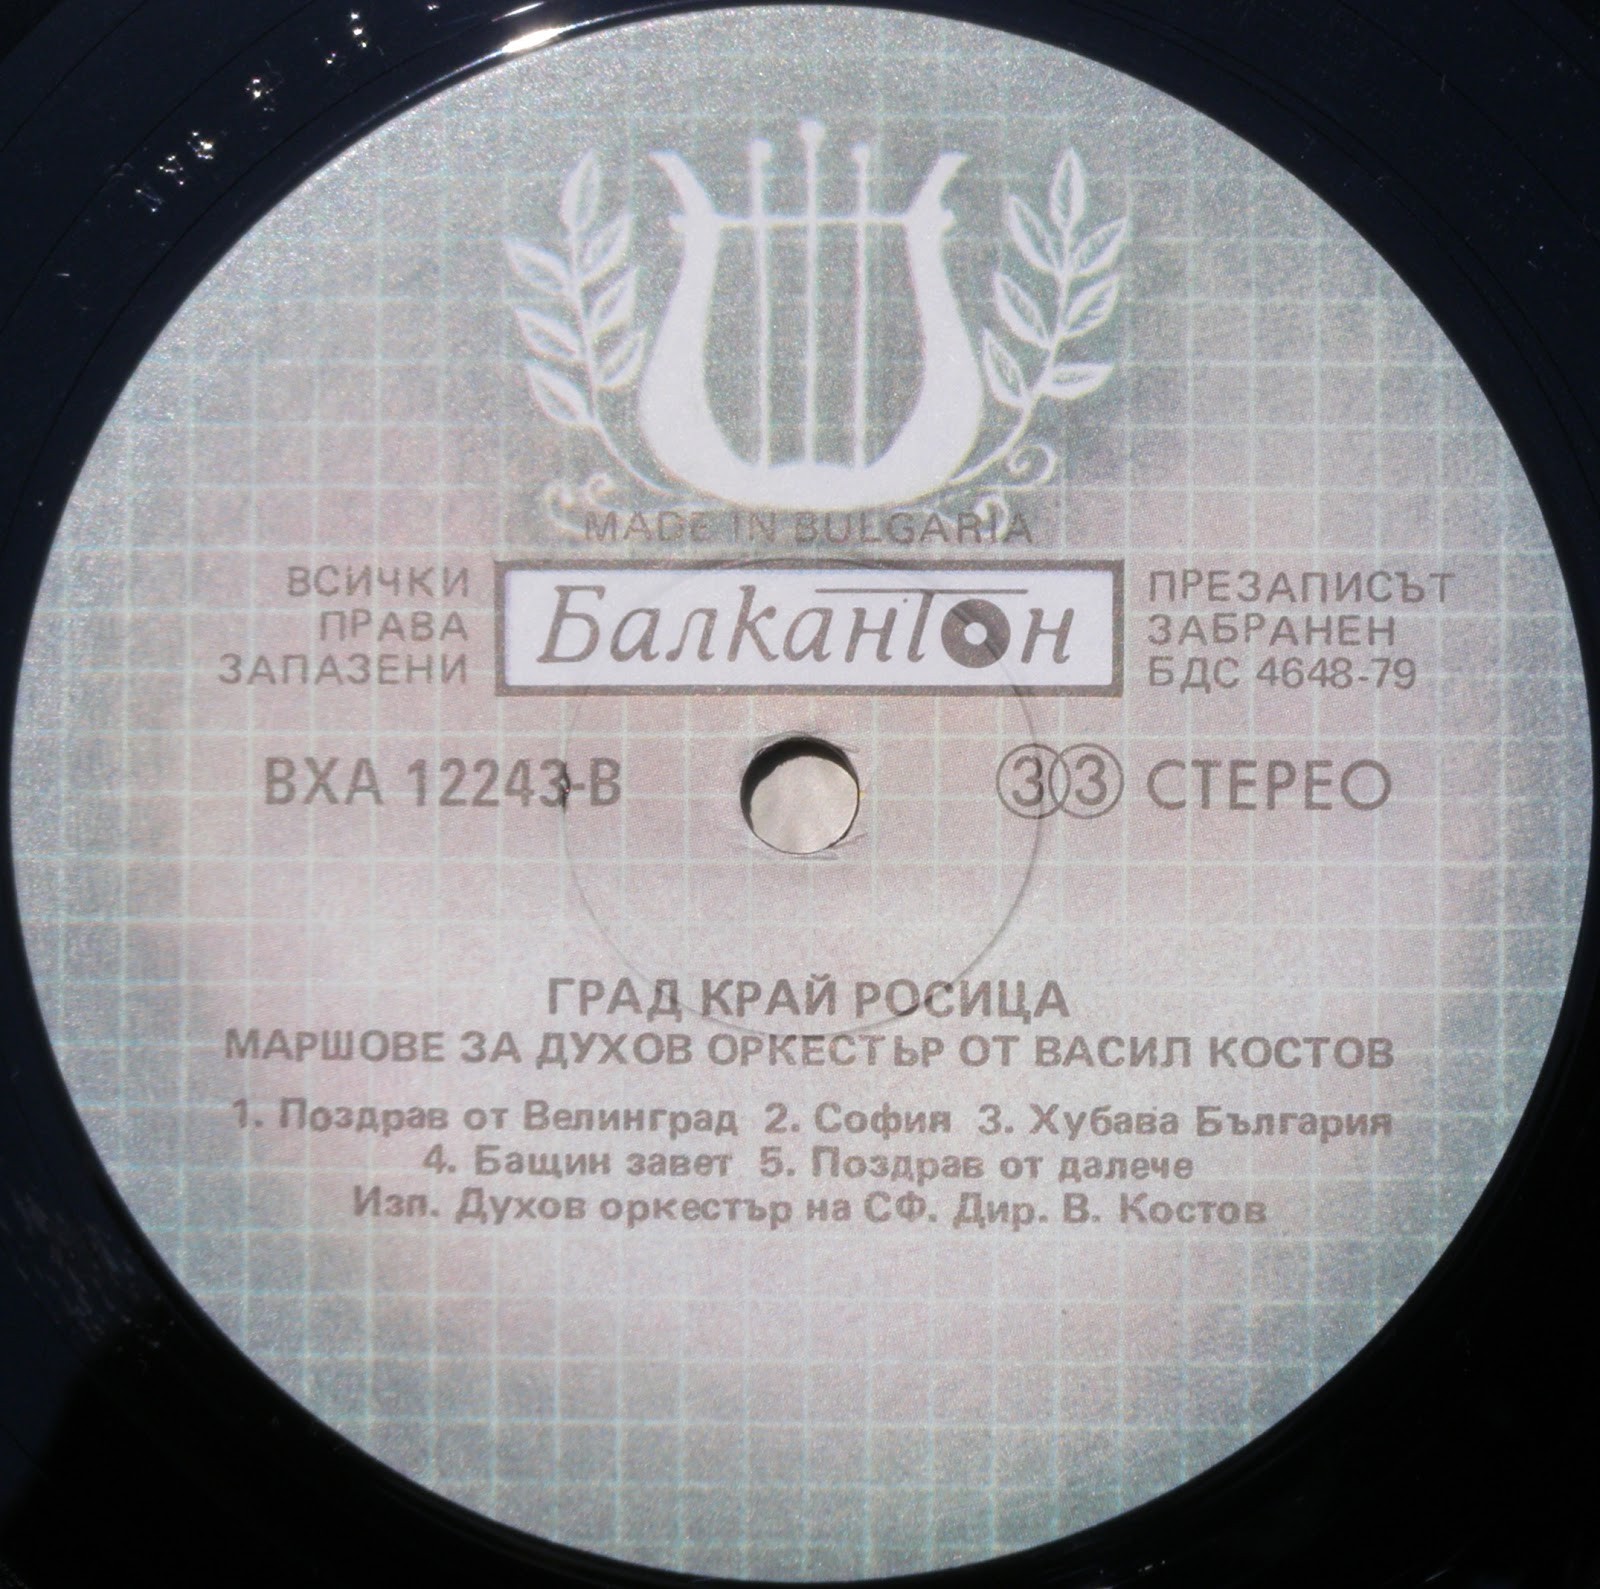 MADE IN BULGARIA
ВСИЧКИ
ПРАВА
ЗАПАЗЕНИ
Балкантон
ПРЕЗАПИСЪТ
ЗАБРАНЕН
БДС 4648-79
ВХА 12243-В
33 СТЕРЕО
ГРАД КРАЙ РОСИЦА
МАРШОВЕ ЗА ДУХОВ ОРКЕСТЪР ОТ ВАСИЛ КОСТОВ
1. Поздрав от Велинград 2. София 3. Хубава България
4. Бащин завет 5. Поздрав от далече
Изп. Духов оркестър на СФ. Дир. В. Костов